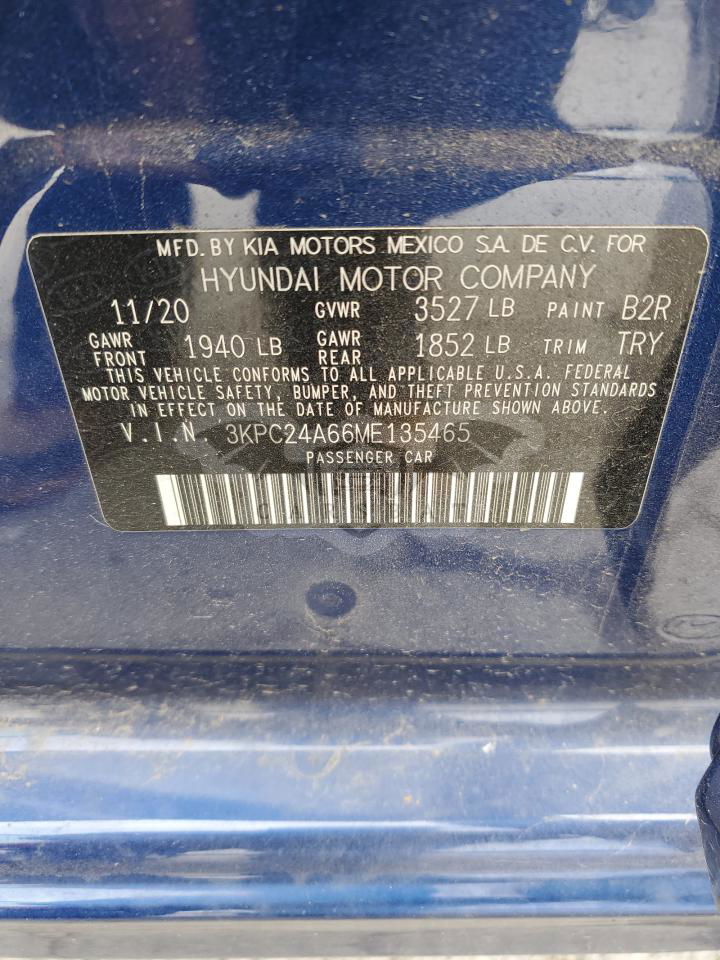 MFD. BY KIA MOTORS MEXICO S.A. DE C.V. FOR
HYUNDAI MOTOR COMPANY
11/20 GVWR 3527 LB PAINT B2R
GAWR FRONT 1940 LB GAWR REAR 1852 LB TRIM TRY
THIS VEHICLE CONFORMS TO ALL APPLICABLE U.S.A. FEDERAL
MOTOR VEHICLE SAFETY, BUMPER, AND THEFT PREVENTION STANDARDS
IN EFFECT ON THE DATE OF MANUFACTURE SHOWN ABOVE.
V.I.N. 3KPC24A66ME135465
PASSENGER CAR